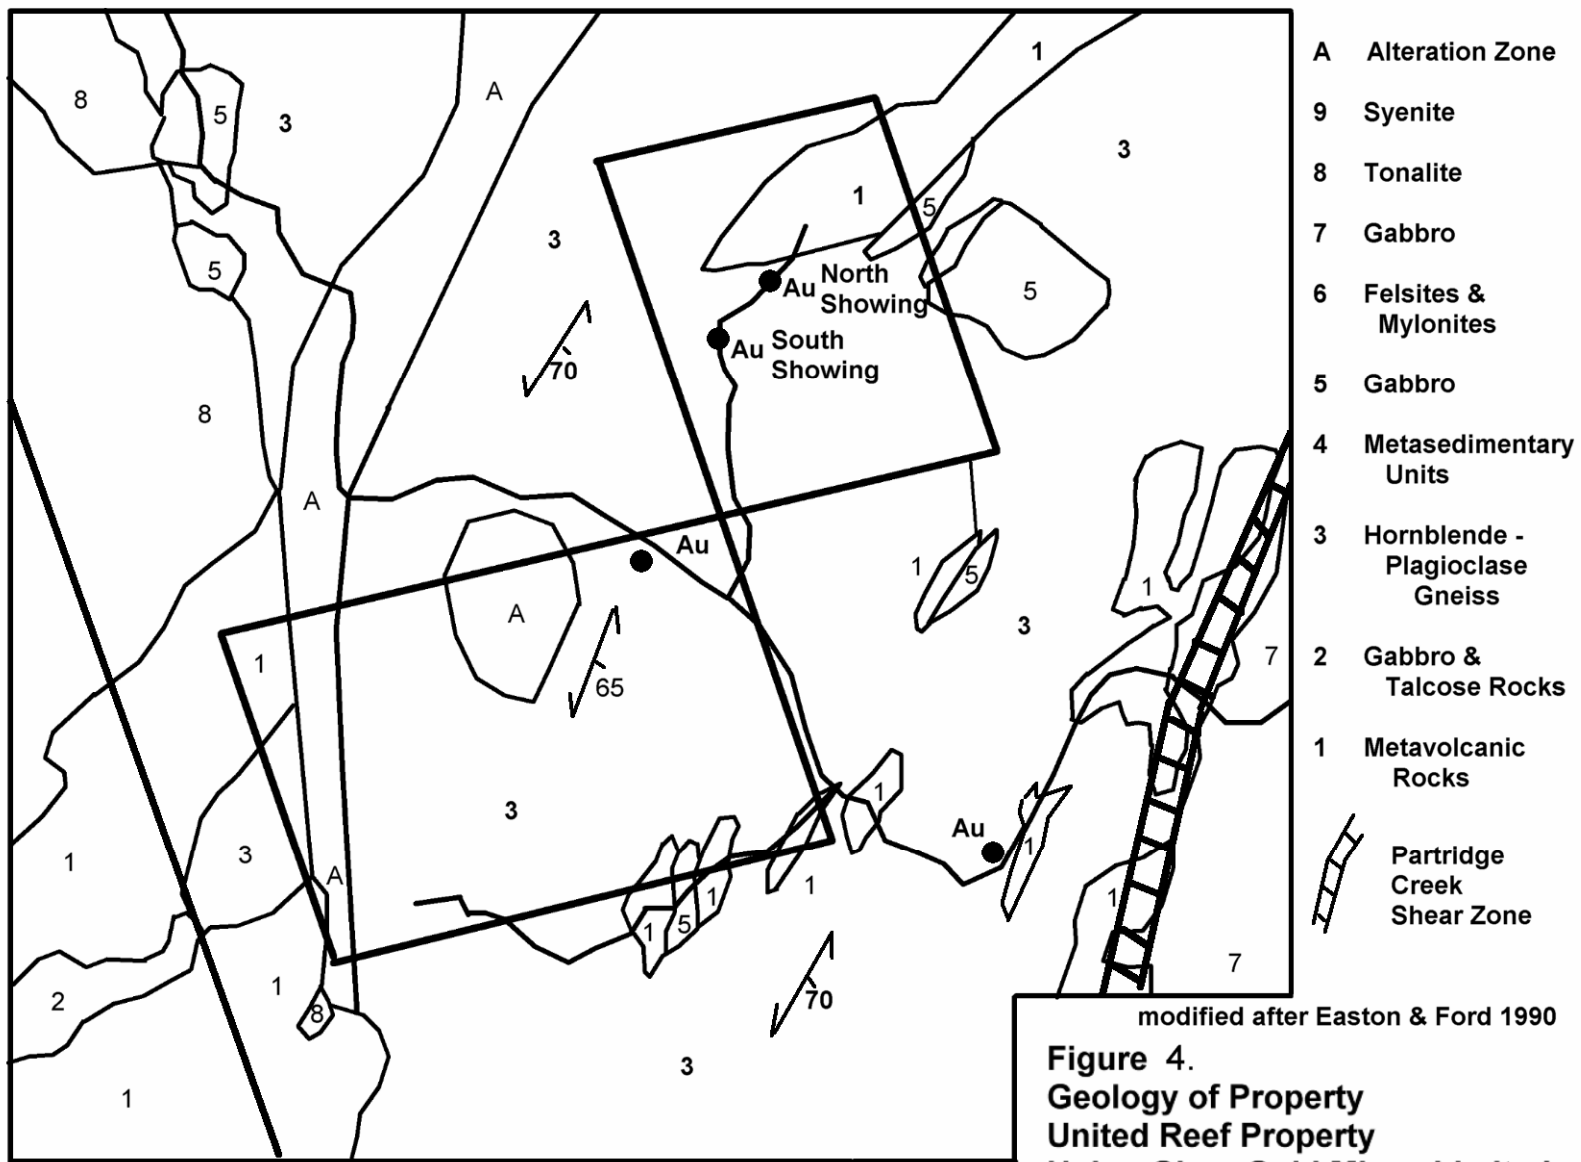 8
5
3
A
1
3
5
3
1
5
5
8
Au North
Showing
Au South
Showing
70
A
Au
A
1
5
1
3
7
1
65
3
1
3
A
1
5
1
1
1
Au
1
1
7
2
1
8
70
3
1
A Alteration Zone
9 Syenite
8 Tonalite
7 Gabbro
6 Felsites &
Mylonites
5 Gabbro
4 Metasedimentary
Units
3 Hornblende -
Plagioclase
Gneiss
2 Gabbro &
Talcose Rocks
1 Metavolcanic
Rocks
Partridge
Creek
Shear Zone
modified after Easton & Ford 1990
Figure 4.
Geology of Property
United Reef Property